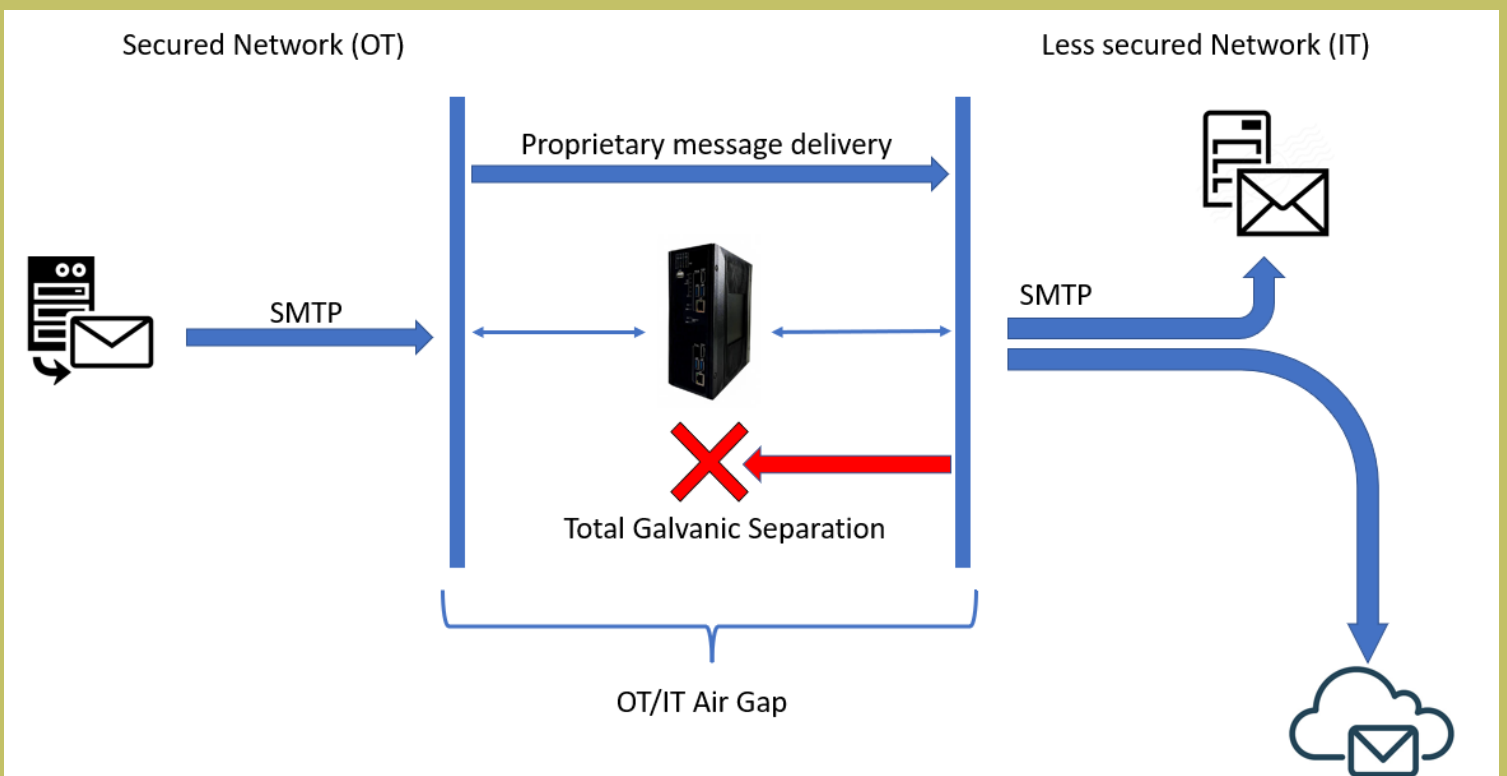 Secured Network (OT)
Less secured Network (IT)
Proprietary message delivery
SMTP
SMTP
Total Galvanic Separation
OT/IT Air Gap